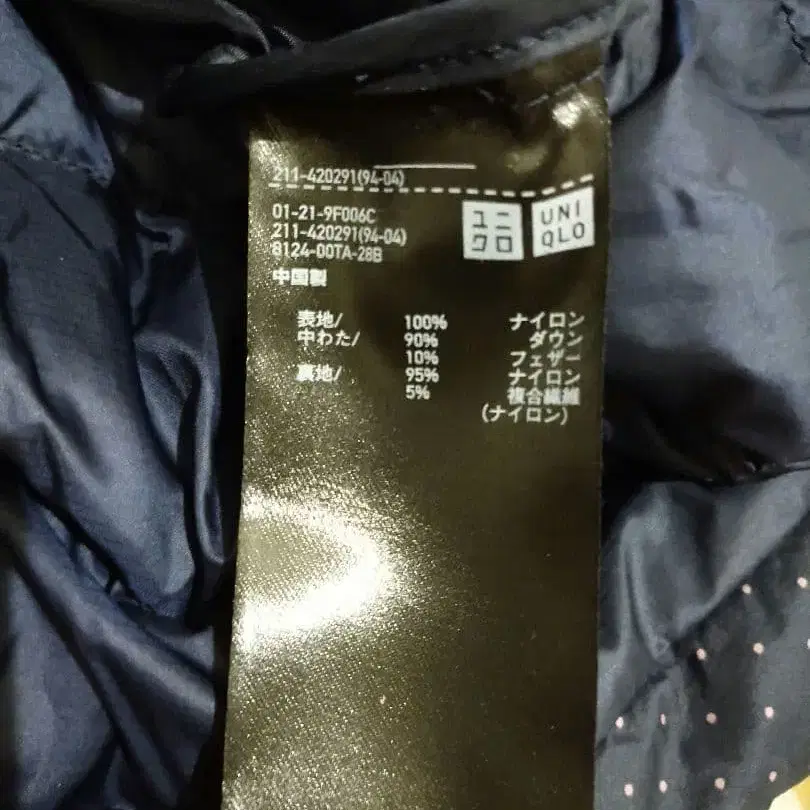 211-420291(94-04)
01-21-9F006C
211-420291(94-04)
8124-00TA-28B
中国製
ユニ
クロ
UNI
QLO
表地/ 100% ナイロン
中わた/ 90% ダウン
10% フェザー
裏地/ 95% ナイロン
5% 複合繊維
(ナイロン)